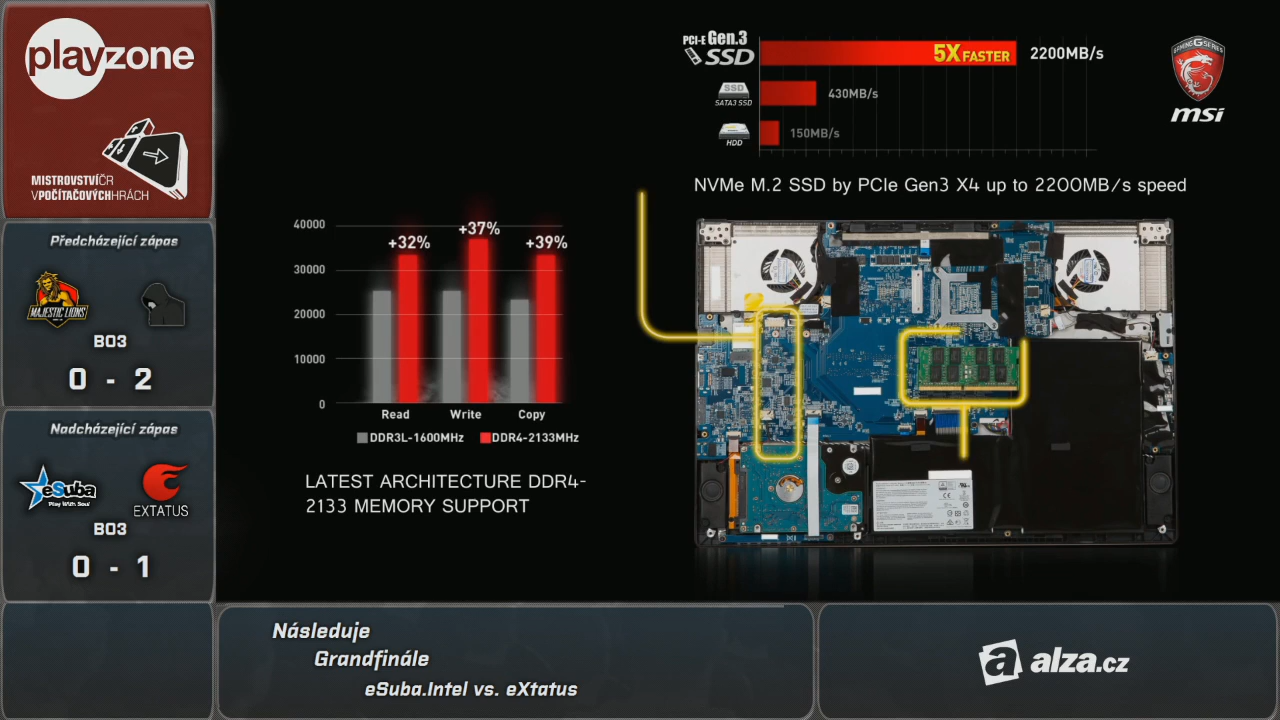 playzone
MISTROVSTVÍČR
VPOČÍTAČOVÝCHHRÁCH
Předcházející zápas
MAJESTIC LIONS
BO3
0 - 2
Nadcházející zápas
eSuba
Play With Soul
EXTATUS
BO3
0 - 1
40000
30000
20000
10000
0
+32%
+37%
+39%
Read
Write
Copy
DDR3L-1600MHz
DDR4-2133MHz
LATEST ARCHITECTURE DDR4-
2133 MEMORY SUPPORT
PCI-E Gen.3
SSD
5X FASTER
2200MB/s
SSD
SATA3 SSD
430MB/s
HDD
150MB/s
GAMING G SERIES
msi
NVMe M.2 SSD by PCIe Gen3 X4 up to 2200MB/s speed
Následuje
Grandfinále
eSuba.Intel vs. eXtatus
a alza.cz